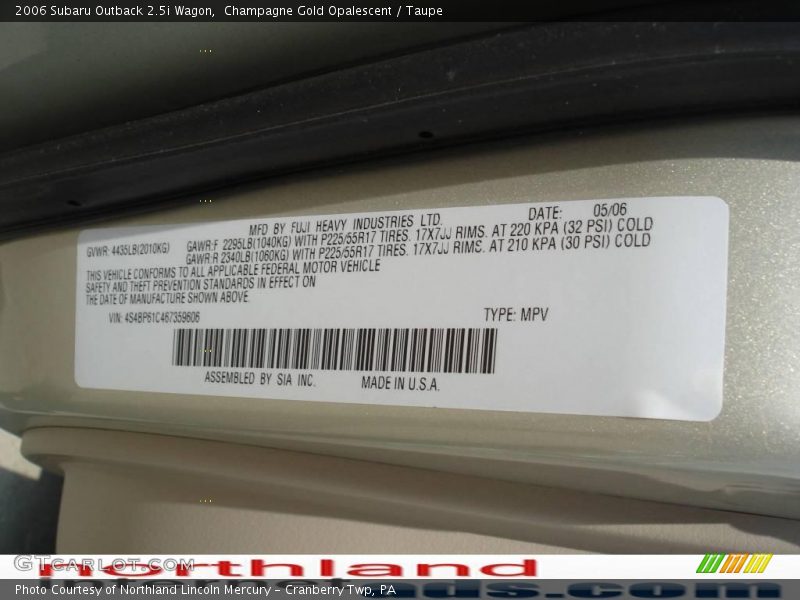 2006 Subaru Outback 2.5i Wagon,  Champagne Gold Opalescent / Taupe
MFD BY FUJI HEAVY INDUSTRIES LTD. DATE: 05/06
GVWR: 4435LB(2010KG) GAWR:F 2295LB(1040KG) WITH P225/55R17 TIRES. 17X7JJ RIMS. AT 220 KPA (32 PSI) COLD
GAWR:R 2340LB(1060KG) WITH P225/55R17 TIRES. 17X7JJ RIMS. AT 210 KPA (30 PSI) COLD
THIS VEHICLE CONFORMS TO ALL APPLICABLE FEDERAL MOTOR VEHICLE
SAFETY AND THEFT PREVENTION STANDARDS IN EFFECT ON
THE DATE OF MANUFACTURE SHOWN ABOVE.
VIN: 4S4BP61C467359606 TYPE: MPV
ASSEMBLED BY SIA INC. MADE IN U.S.A.
GTCARLOT.COM
northland
Photo Courtesy of Northland Lincoln Mercury - Cranberry Twp, PA